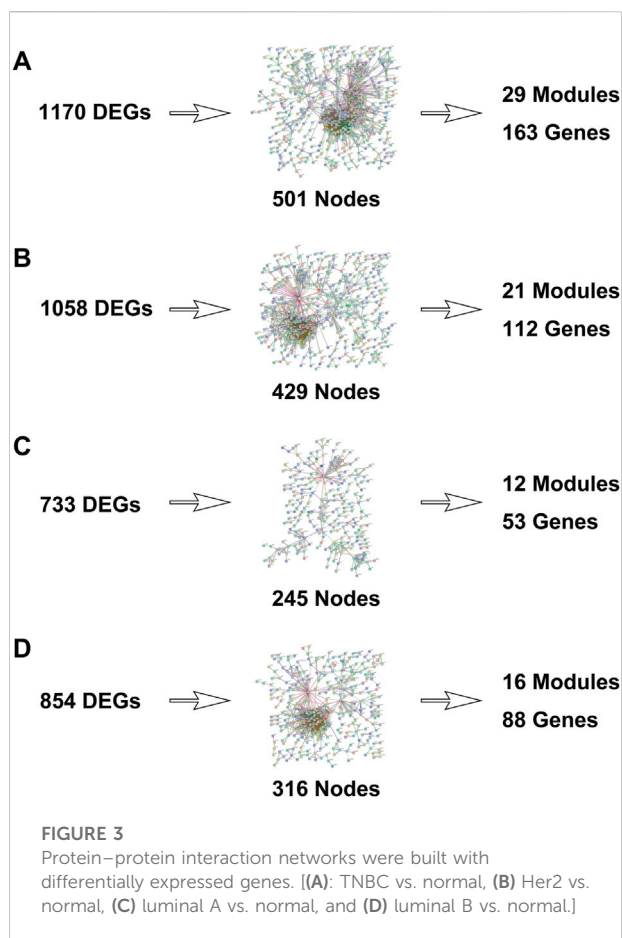 A
1170 DEGs
29 Modules
163 Genes
501 Nodes
B
1058 DEGs
21 Modules
112 Genes
429 Nodes
C
733 DEGs
12 Modules
53 Genes
245 Nodes
D
854 DEGs
16 Modules
88 Genes
316 Nodes
FIGURE 3
Protein–protein interaction networks were built with
differentially expressed genes. [(A): TNBC vs. normal, (B) Her2 vs.
normal, (C) luminal A vs. normal, and (D) luminal B vs. normal.]